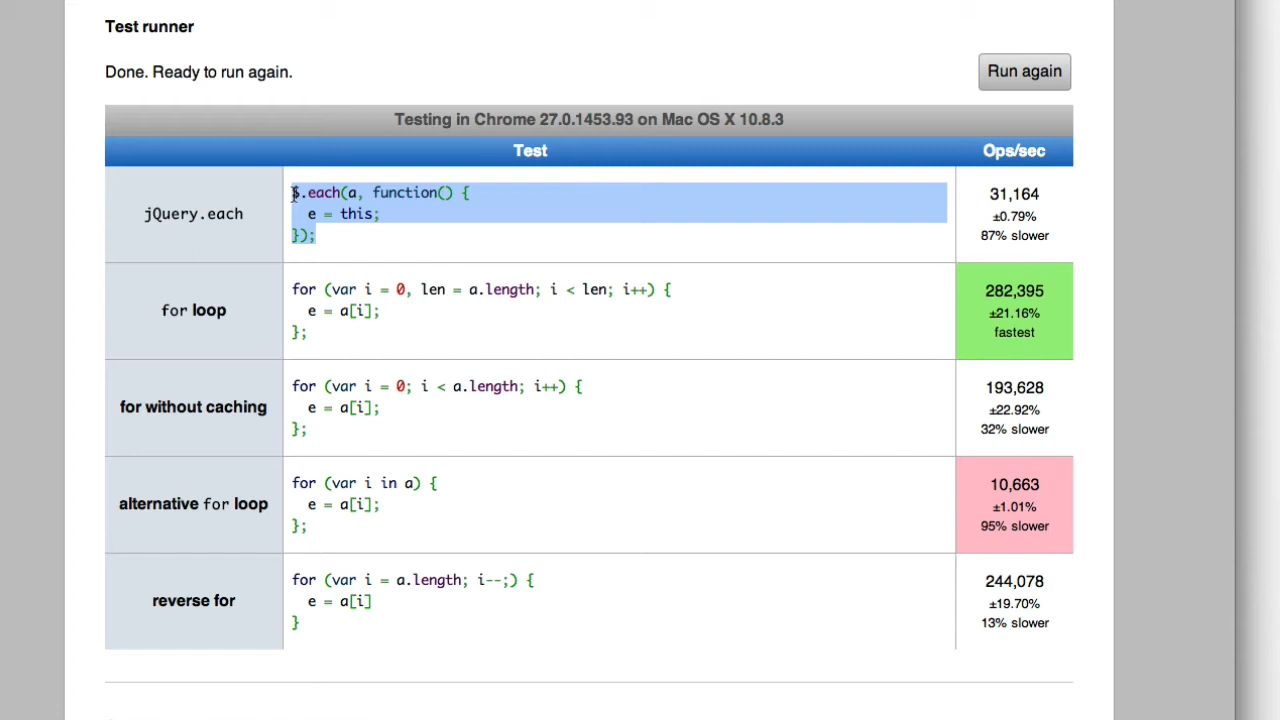 Test runner
Done. Ready to run again.
Run again
Testing in Chrome 27.0.1453.93 on Mac OS X 10.8.3
Test Ops/sec
jQuery.each
$.each(a, function() {
  e = this;
});
31,164
±0.79%
87% slower
for loop
for (var i = 0, len = a.length; i < len; i++) {
  e = a[i];
};
282,395
±21.16%
fastest
for without caching
for (var i = 0; i < a.length; i++) {
  e = a[i];
};
193,628
±22.92%
32% slower
alternative for loop
for (var i in a) {
  e = a[i];
};
10,663
±1.01%
95% slower
reverse for
for (var i = a.length; i--;) {
  e = a[i]
}
244,078
±19.70%
13% slower